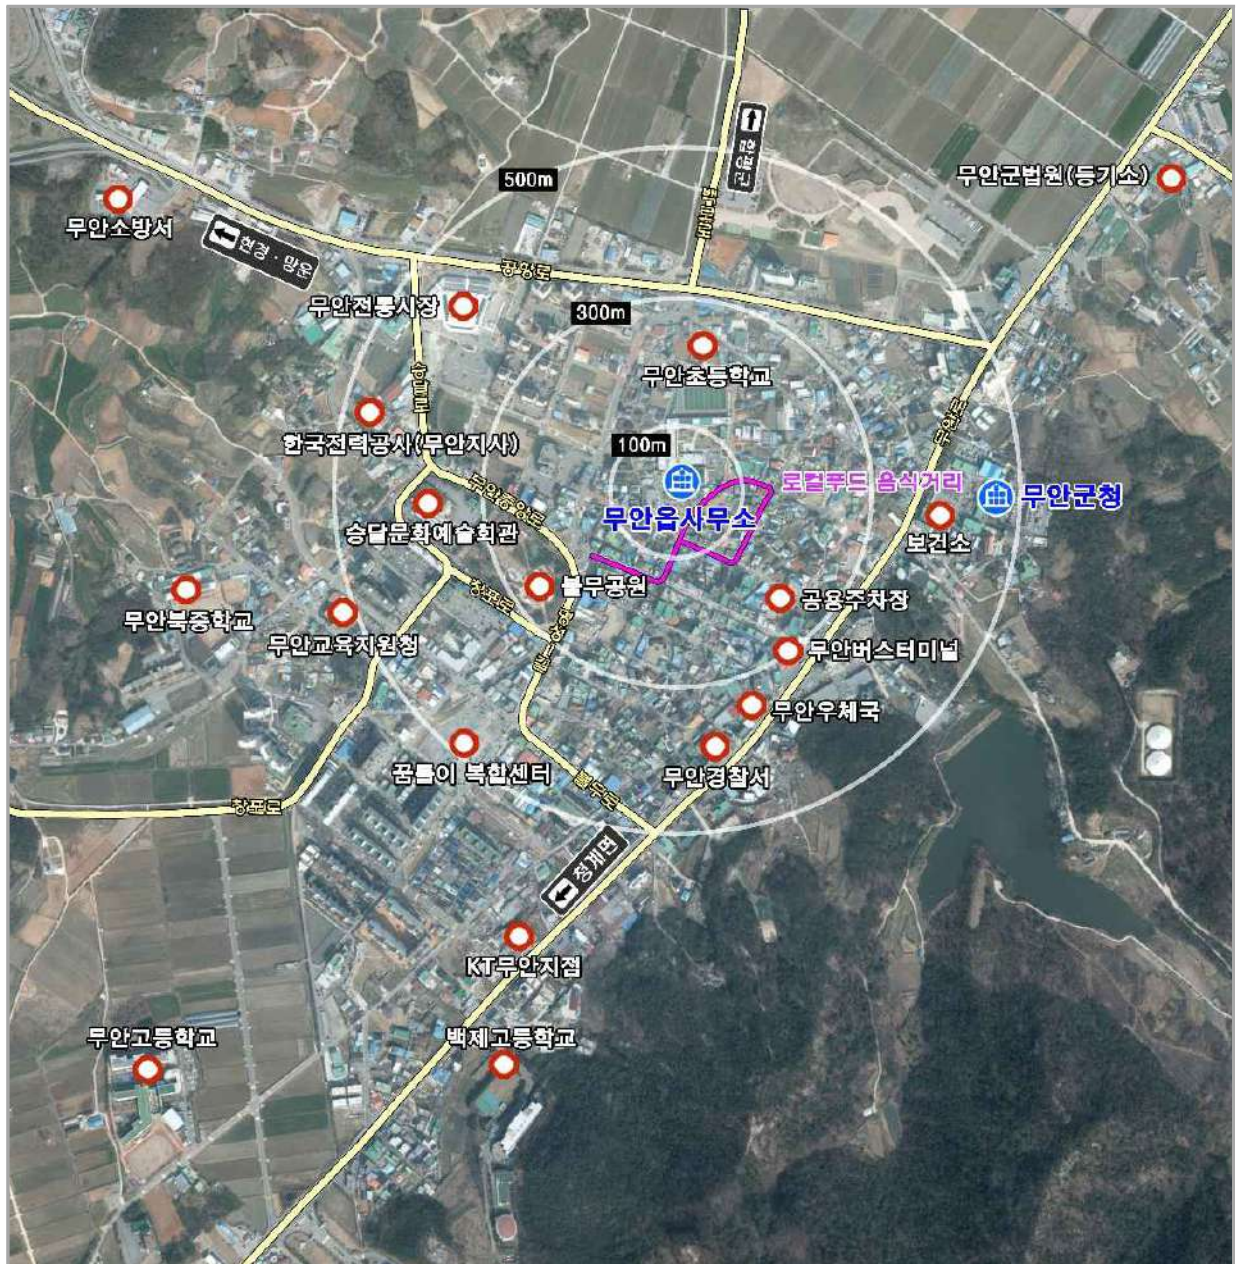 500m
무안군법원(등기소)
무안소방서
현경·망운
공항로
무안전통시장
300m
무안초등학교
승달로
한국전력공사(무안지사)
100m
무안중앙로
로컬푸드 음식거리
무안군청
무안읍사무소
승달문화예술회관
보건소
불무공원
창포로
공용주차장
무안북중학교
무안교육지원청
무안버스터미널
무안우체국
꿈틀이 복합센터
무안경찰서
불무로
창포로
청계면
KT무안지점
무안고등학교
백제고등학교